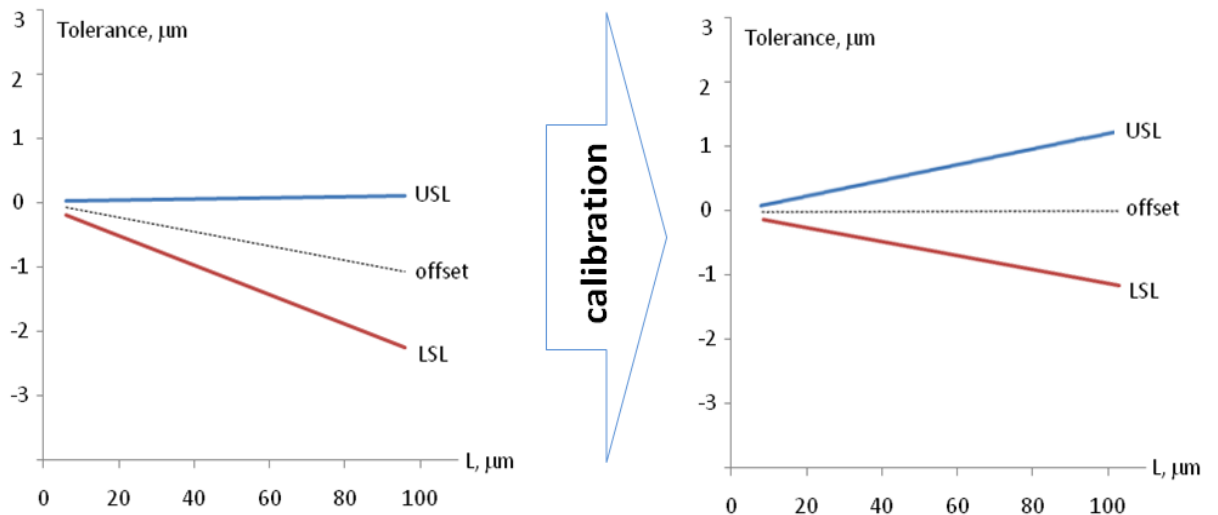 3
Tolerance, μm
2
1
0
-1
-2
-3
USL
offset
LSL
L, μm
0 20 40 60 80 100
calibration
3
Tolerance, μm
2
1
0
-1
-2
-3
USL
offset
LSL
L, μm
0 20 40 60 80 100